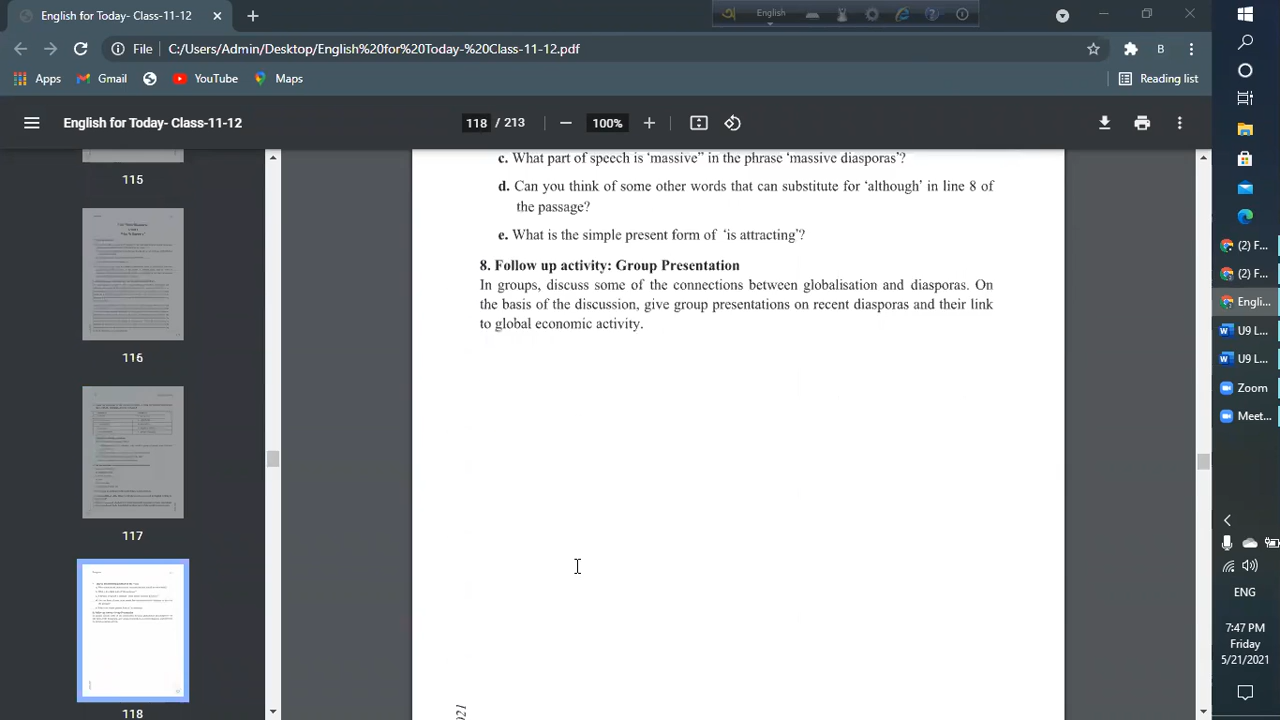 English for Today- Class-11-12
English
File
C:/Users/Admin/Desktop/English%20for%20Today-%20Class-11-12.pdf
B
Apps
Gmail
YouTube
Maps
Reading list
English for Today- Class-11-12
118 / 213
100%
115
116
117
118
c. What part of speech is ‘massive” in the phrase ‘massive diasporas’?
d. Can you think of some other words that can substitute for ‘although’ in line 8 of
the passage?
e. What is the simple present form of ‘is attracting’?
8. Follow up activity: Group Presentation
In groups, discuss some of the connections between globalisation and diasporas. On
the basis of the discussion, give group presentations on recent diasporas and their link
to global economic activity.
(2) F...
(2) F...
Engli...
U9 L...
U9 L...
Zoom
Meet...
ENG
7:47 PM
Friday
5/21/2021